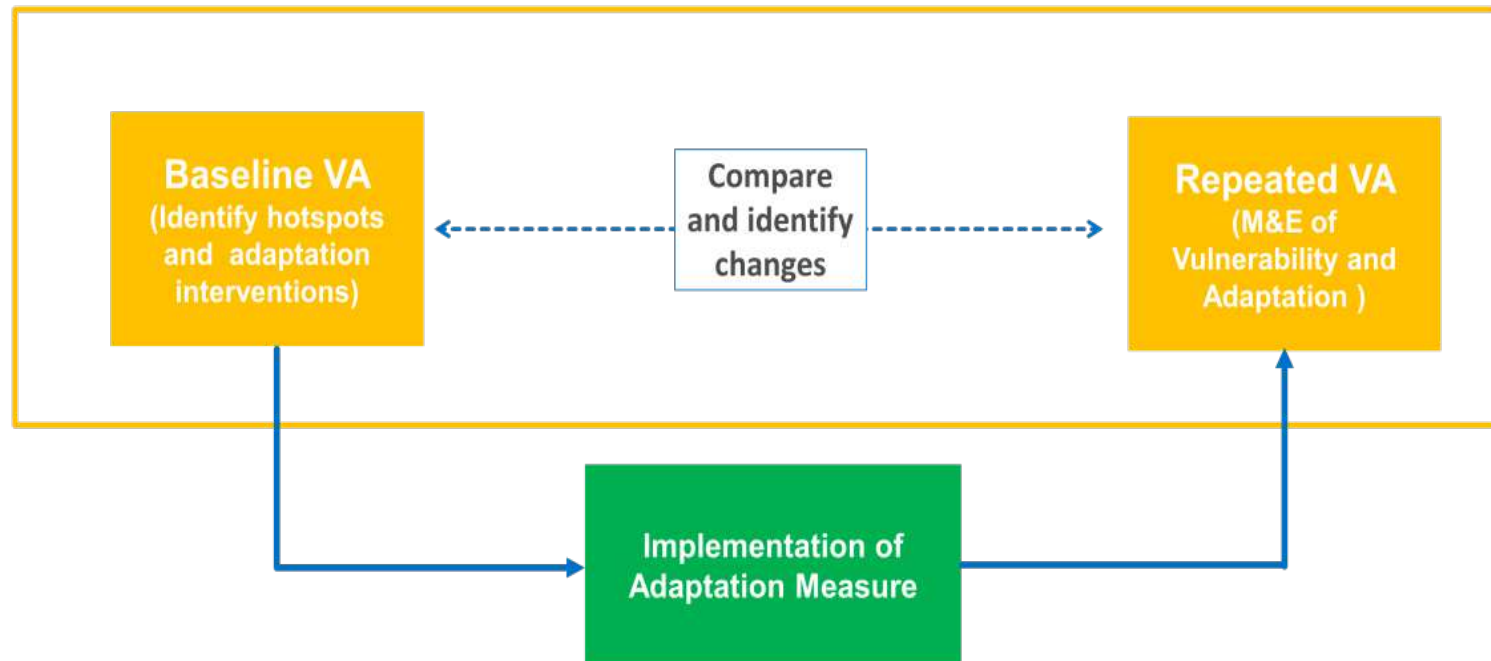 Baseline VA
(Identify hotspots
and adaptation
interventions)
Compare
and identify
changes
Repeated VA
(M&E of
Vulnerability and
Adaptation )
Implementation of
Adaptation Measure